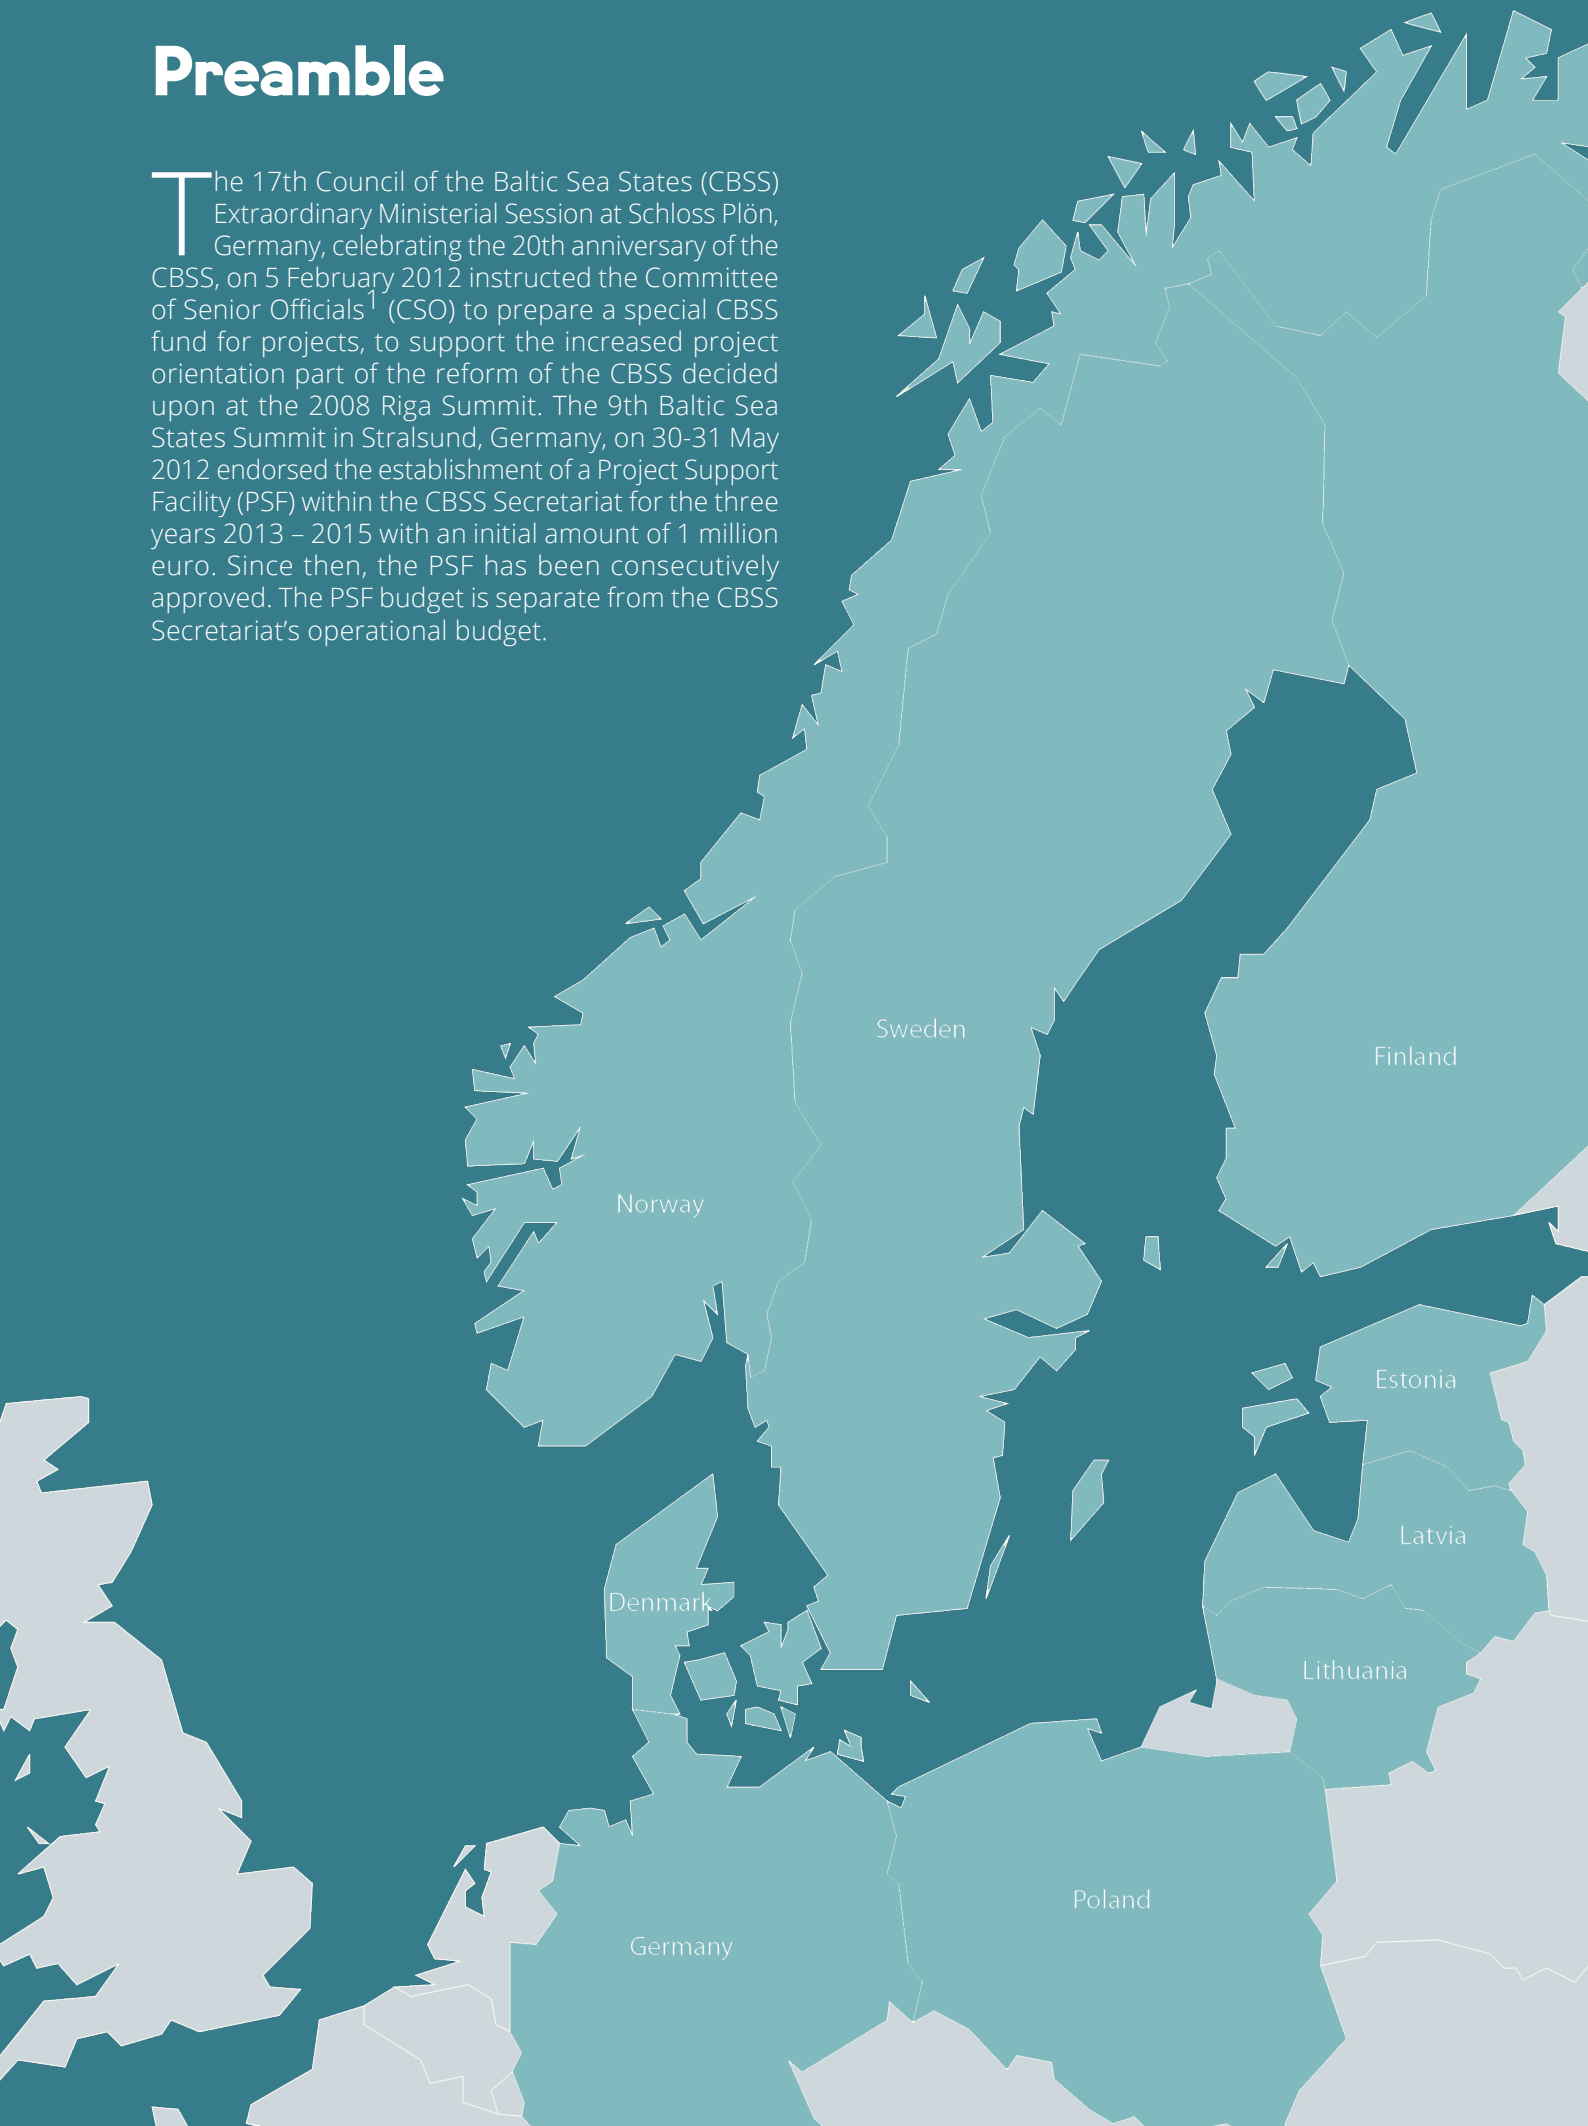 Preamble
The 17th Council of the Baltic Sea States (CBSS)
Extraordinary Ministerial Session at Schloss Plön,
Germany, celebrating the 20th anniversary of the
CBSS, on 5 February 2012 instructed the Committee
of Senior Officials1 (CSO) to prepare a special CBSS
fund for projects, to support the increased project
orientation part of the reform of the CBSS decided
upon at the 2008 Riga Summit. The 9th Baltic Sea
States Summit in Stralsund, Germany, on 30-31 May
2012 endorsed the establishment of a Project Support
Facility (PSF) within the CBSS Secretariat for the three
years 2013 – 2015 with an initial amount of 1 million
euro. Since then, the PSF has been consecutively
approved. The PSF budget is separate from the CBSS
Secretariat’s operational budget.
Sweden
Finland
Norway
Estonia
Latvia
Denmark
Lithuania
Poland
Germany